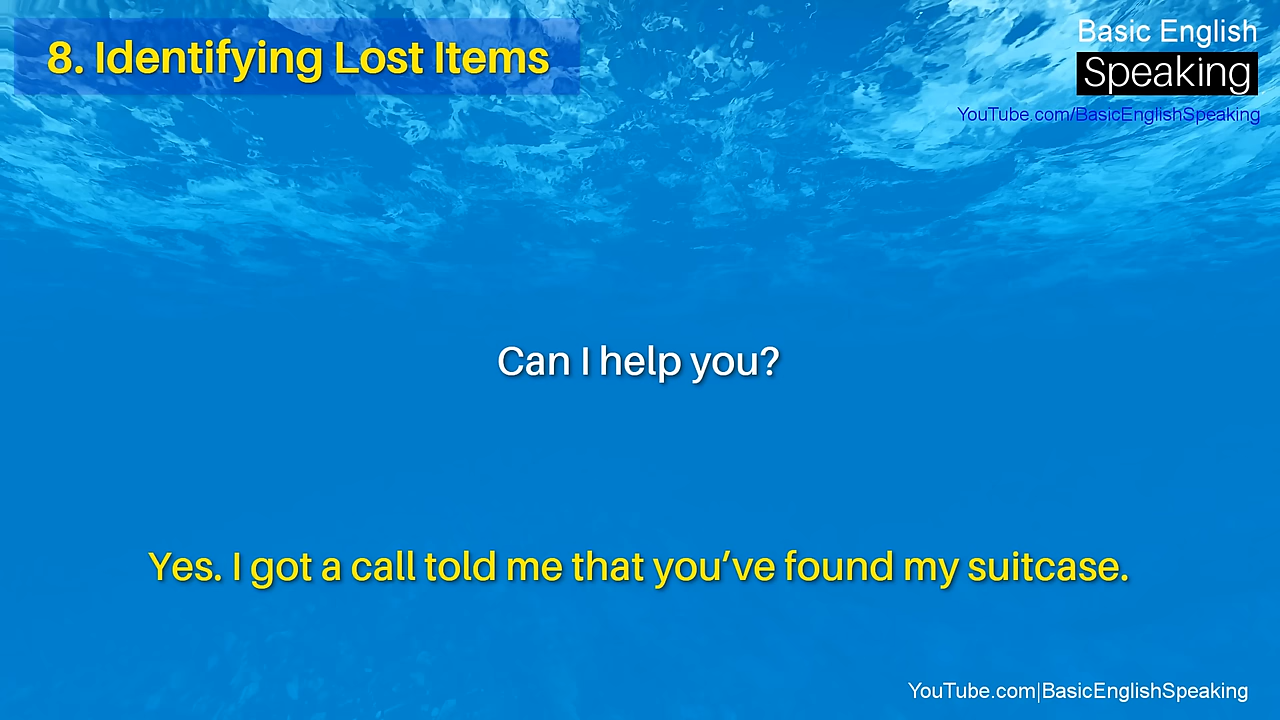 8. Identifying Lost Items
Basic English
Speaking
YouTube.com/BasicEnglishSpeaking
Can I help you?
Yes. I got a call told me that you’ve found my suitcase.
YouTube.com|BasicEnglishSpeaking